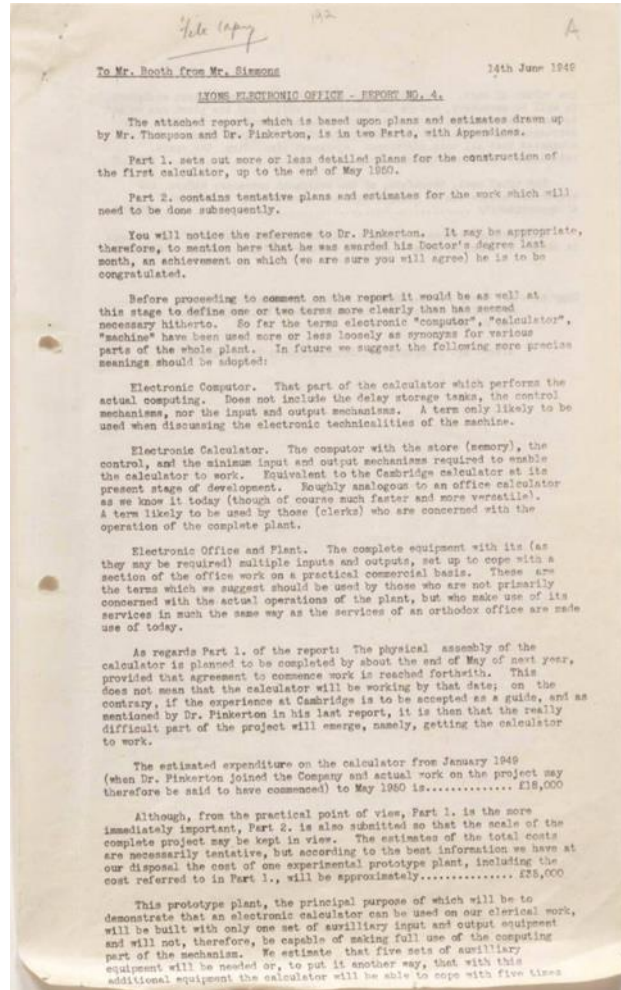 File Copy
192
A
To Mr. Booth from Mr. Simmons
14th June 1949
LYONS ELECTRONIC OFFICE - REPORT NO. 4.
The attached report, which is based upon plans and estimates drawn up
by Mr. Thompson and Dr. Pinkerton, is in two Parts, with Appendices.
Part 1. sets out more or less detailed plans for the construction of
the first calculator, up to the end of May 1950.
Part 2. contains tentative plans and estimates for the work which will
need to be done subsequently.
You will notice the reference to Dr. Pinkerton. It may be appropriate,
therefore, to mention here that he was awarded his Doctor's degree last
month, an achievement on which (we are sure you will agree) he is to be
congratulated.
Before proceeding to comment on the report it would be as well at
this stage to define one or two terms more clearly than has seemed
necessary hitherto. So far the terms electronic "computor", "calculator",
"machine" have been used more or less loosely as synonyms for various
parts of the whole plant. In future we suggest the following more precise
meanings should be adopted:
Electronic Computor. That part of the calculator which performs the
actual computing. Does not include the delay storage tanks, the control
mechanisms, nor the input and output mechanisms. A term only likely to be
used when discussing the electronic technicalities of the machine.
Electronic Calculator. The computor with the store (memory), the
control, and the minimum input and output mechanisms required to enable
the calculator to work. Equivalent to the Cambridge calculator at its
present stage of development. Roughly analogous to an office calculator
as we know it today (though of course much faster and more versatile).
A term likely to be used by those (clerks) who are concerned with the
operation of the complete plant.
Electronic Office and Plant. The complete equipment with its (as
they may be required) multiple inputs and outputs, set up to cope with a
section of the office work on a practical commercial basis. These are
the terms which we suggest should be used by those who are not primarily
concerned with the actual operations of the plant, but who make use of its
services in much the same way as the services of an orthodox office are made
use of today.
As regards Part 1. of the report: The physical assembly of the
calculator is planned to be completed by about the end of May of next year,
provided that agreement to commence work is reached forthwith. This
does not mean that the calculator will be working by that date; on the
contrary, if the experience at Cambridge is to be accepted as a guide, and as
mentioned by Dr. Pinkerton in his last report, it is then that the really
difficult part of the project will emerge, namely, getting the calculator
to work.
The estimated expenditure on the calculator from January 1949
(when Dr. Pinkerton joined the Company and actual work on the project may
therefore be said to have commenced) to May 1950 is.............. £18,000
Although, from the practical point of view, Part 1. is the more
immediately important, Part 2. is also submitted so that the scale of the
complete project may be kept in view. The estimates of the total costs
are necessarily tentative, but according to the best information we have at
our disposal the cost of one experimental prototype plant, including the
cost referred to in Part 1., will be approximately.............. £35,000
This prototype plant, the principal purpose of which will be to
demonstrate that an electronic calculator can be used on our clerical work,
will be built with only one set of auxilliary input and output equipment
and will not, therefore, be capable of making full use of the computing
part of the mechanism. We estimate that five sets of auxilliary
equipment will be needed or, to put it another way, that with this
additional equipment the calculator will be able to cope with five times